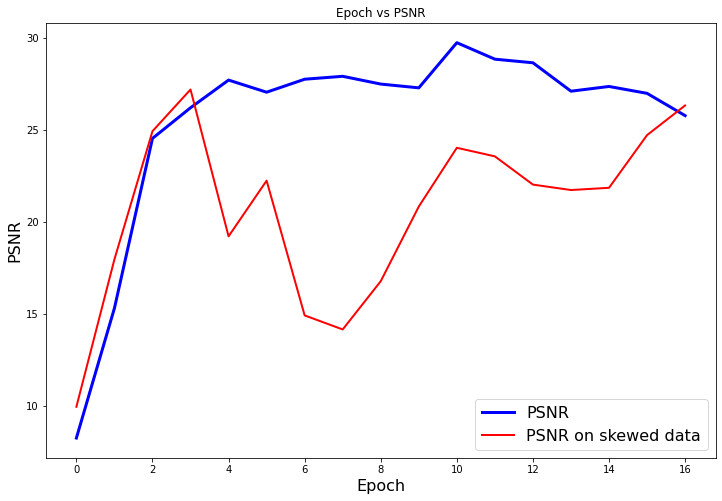 Epoch vs PSNR
30
25
20
15
10
PSNR
PSNR
PSNR on skewed data
0 2 4 6 8 10 12 14 16
Epoch